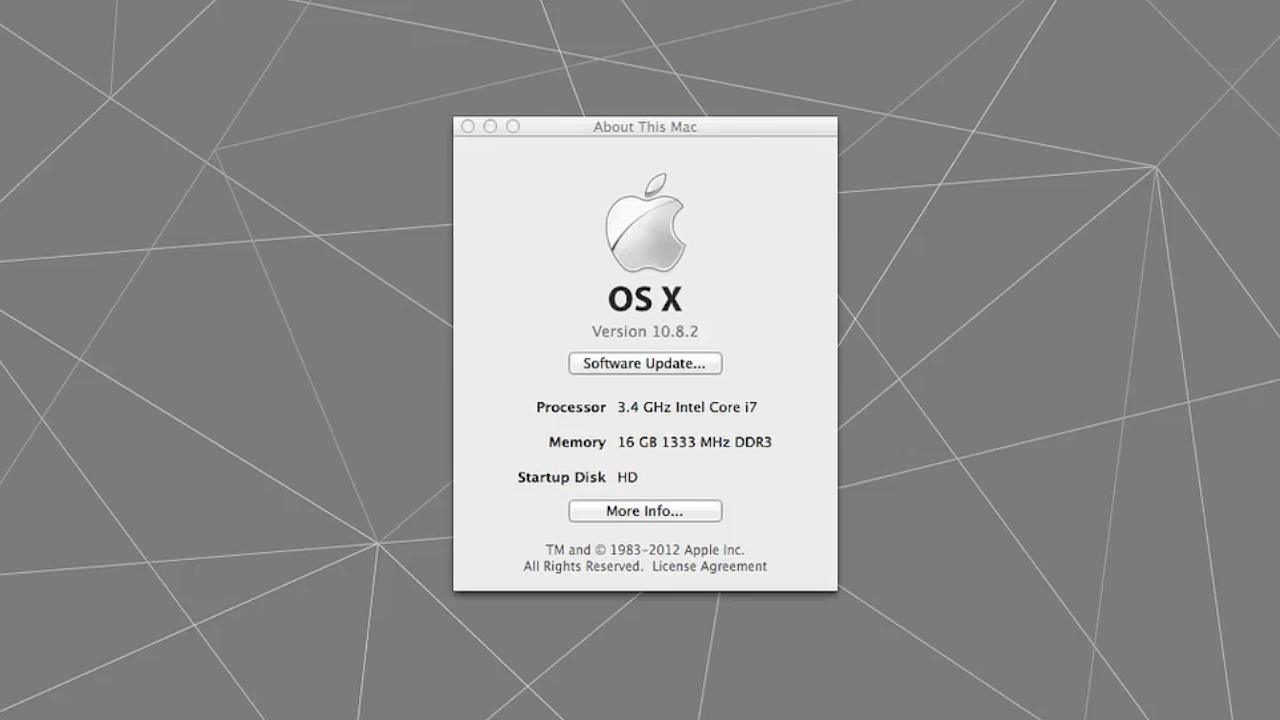 About This Mac
OS X
Version 10.8.2
Software Update...
Processor 3.4 GHz Intel Core i7
Memory 16 GB 1333 MHz DDR3
Startup Disk HD
More Info...
TM and © 1983-2012 Apple Inc.
All Rights Reserved. License Agreement